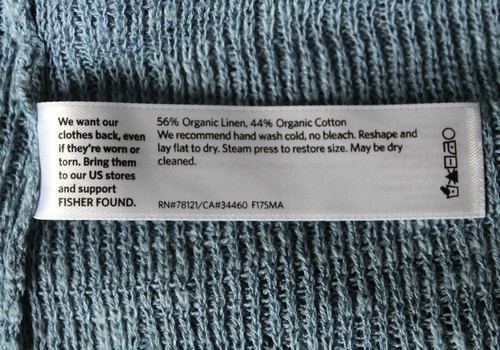 We want our
clothes back, even
if they're worn or
torn. Bring them
to our US stores
and support
FISHER FOUND.
56% Organic Linen, 44% Organic Cotton
We recommend hand wash cold, no bleach. Reshape and
lay flat to dry. Steam press to restore size. May be dry
cleaned.
RN#78121/CA#34460 F17SMA